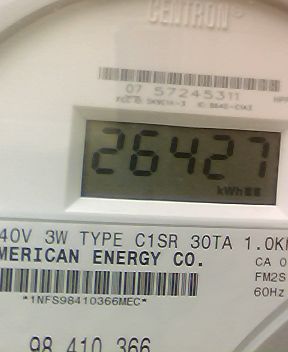 CENTRON®
07 57245311
26427
kWh
40V 3W TYPE C1SR 30TA 1.0K
MERICAN ENERGY CO.
CA 0
FM2S
60Hz
*1NFS98410366MEC*
98 410 366